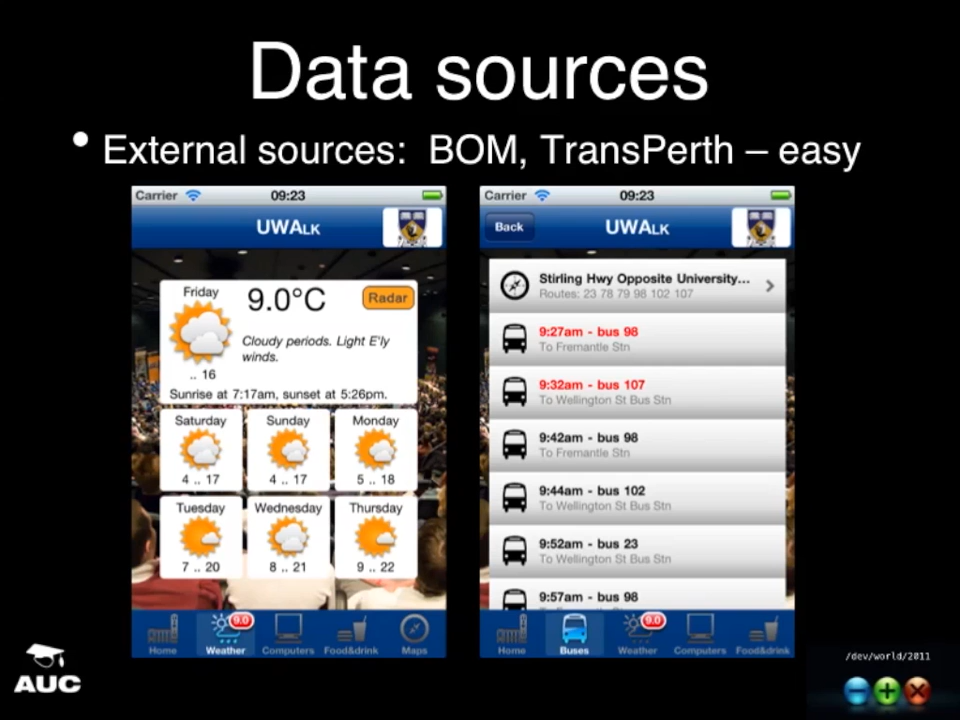 Data sources
• External sources: BOM, TransPerth – easy
Carrier 09:23
UWALK
Friday 9.0°C Radar
Cloudy periods. Light E'ly
winds.
.. 16
Sunrise at 7:17am, sunset at 5:26pm.
Saturday Sunday Monday
4 .. 17 4 .. 17 5 .. 18
Tuesday Wednesday Thursday
7 .. 20 8 .. 21 9 .. 22
9.0
Home Weather Computers Food&drink Maps
Carrier 09:23
Back UWALK
Stirling Hwy Opposite University...
Routes: 23 78 79 98 102 107
9:27am - bus 98
To Fremantle Stn
9:32am - bus 107
To Wellington St Bus Stn
9:42am - bus 98
To Fremantle Stn
9:44am - bus 102
To Wellington St Bus Stn
9:52am - bus 23
To Wellington St Bus Stn
9:57am - bus 98
9.0
Home Buses Weather Computers Food&drink
AUC
/dev/world/2011